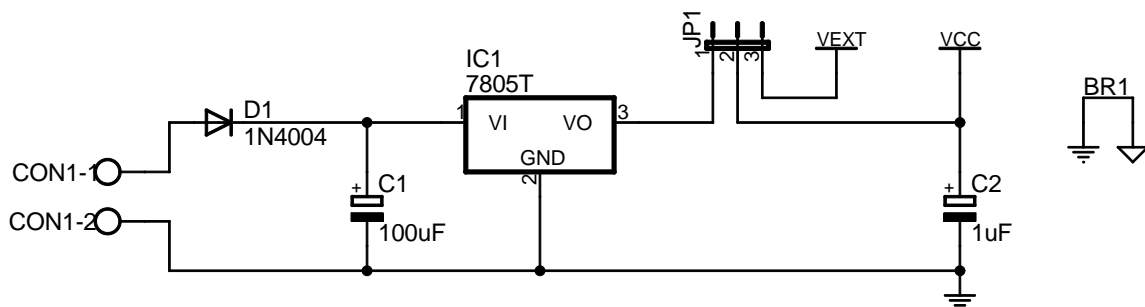 JP1
1
2
3
VEXT
VCC
IC1
7805T
BR1
D1
1N4004
1
VI
VO
3
GND
2
CON1-1
CON1-2
+
C1
100uF
+
C2
1uF